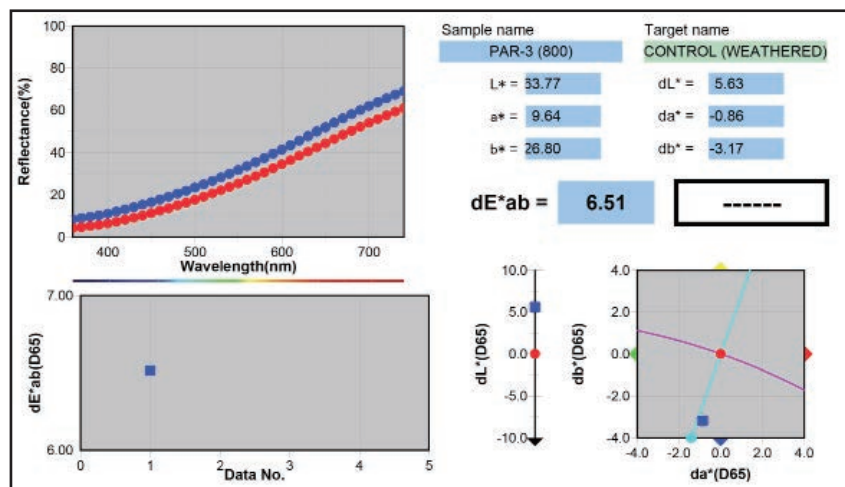 100
80
60
40
20
0
Reflectance(%)
400 500 600 700
Wavelength(nm)
Sample name Target name
PAR-3 (800) CONTROL (WEATHERED)
L* = 63.77 dL* = 5.63
a* = 9.64 da* = -0.86
b* = 26.80 db* = -3.17
dE*ab = 6.51 ------
7.00
6.00
dE*ab(D65)
0 1 2 3 4 5
Data No.
10.0
5.0
0.0
-5.0
-10.0
dL*(D65)
4.0
2.0
0.0
-2.0
-4.0
db*(D65)
-4.0 -2.0 0.0 2.0 4.0
da*(D65)